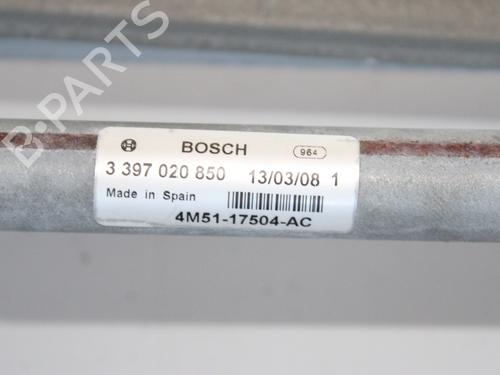 B-PARTS
BOSCH 964
3 397 020 850 13/03/08 1
Made in Spain
4M51-17504-AC